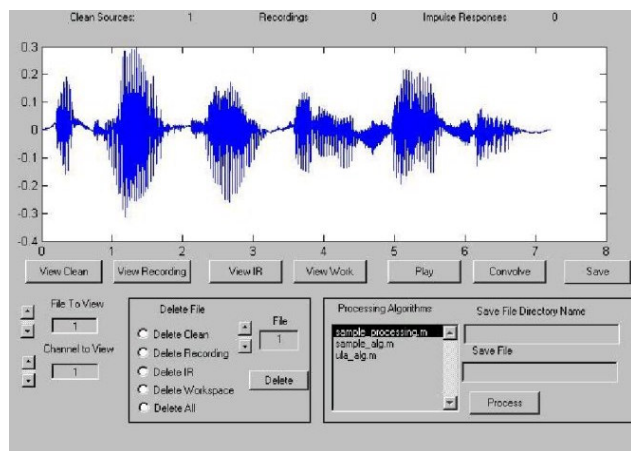 Clean Sources: 1 Recordings 0 Impulse Responses 0
0.3
0.2
0.1
0
-0.1
-0.2
-0.3
-0.4
0 1 2 3 4 5 6 7 8
View Clean View Recording View IR View Work Play Convolve Save
File To View
1
Channel to View
1
Delete File
Delete Clean
Delete Recording
Delete IR
Delete Workspace
Delete All
File
1
Delete
Processing Algorithms
sample_processing.m
sample_alg.m
ula_alg.m
Save File Directory Name
Save File
Process